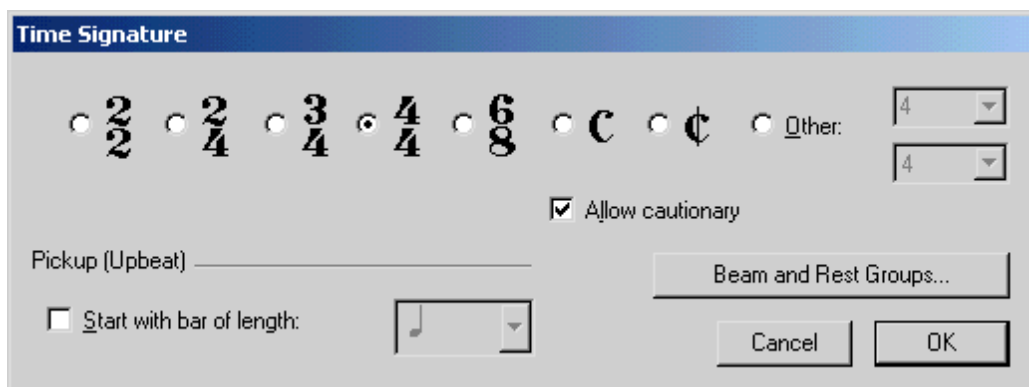 Time Signature
2 2 3 4 6 C ¢ Other: 4
2 4 4 4 8 4
Allow cautionary
Pickup (Upbeat)
Beam and Rest Groups...
Start with bar of length:
Cancel OK